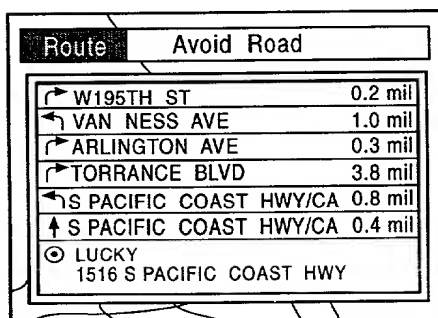 Route Avoid Road
W195TH ST 0.2 mil
VAN NESS AVE 1.0 mil
ARLINGTON AVE 0.3 mil
TORRANCE BLVD 3.8 mil
S PACIFIC COAST HWY/CA 0.8 mil
S PACIFIC COAST HWY/CA 0.4 mil
LUCKY
1516 S PACIFIC COAST HWY